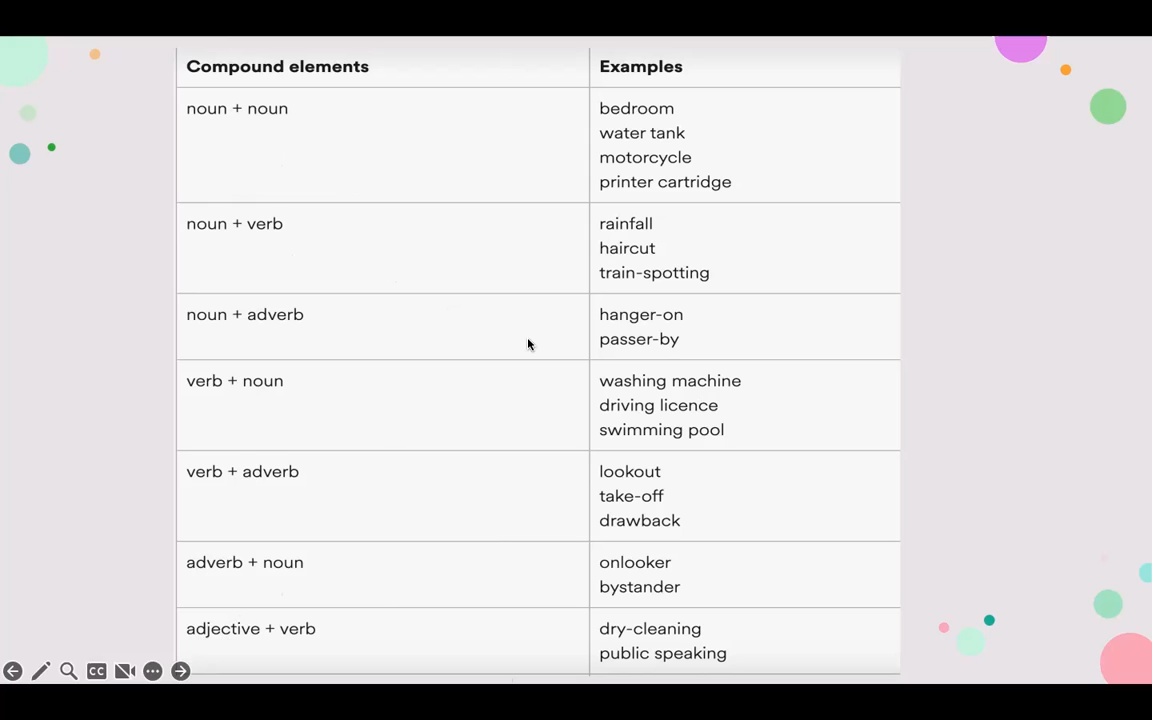 Compound elements Examples
noun + noun bedroom
water tank
motorcycle
printer cartridge
noun + verb rainfall
haircut
train-spotting
noun + adverb hanger-on
passer-by
verb + noun washing machine
driving licence
swimming pool
verb + adverb lookout
take-off
drawback
adverb + noun onlooker
bystander
adjective + verb dry-cleaning
public speaking
CC